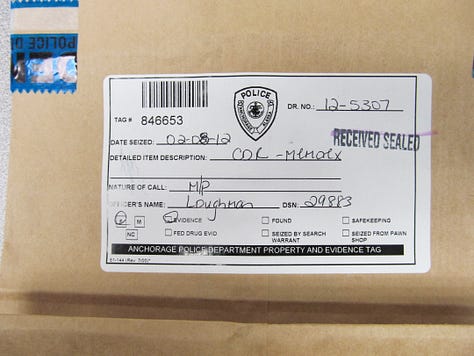 POLICE D
POLICE
TAG # 846653
DR. NO.: 12-5307
RECEIVED SEALED
DATE SEIZED: 02-08-12
DETAILED ITEM DESCRIPTION: CDR - Memorex
NATURE OF CALL: M/P
OFFICER'S NAME: Loughman DSN: 29883
M EVIDENCE FOUND SAFEKEEPING
NC FED DRUG EVID SEIZED BY SEARCH WARRANT SEIZED FROM PAWN SHOP
ANCHORAGE POLICE DEPARTMENT PROPERTY AND EVIDENCE TAG